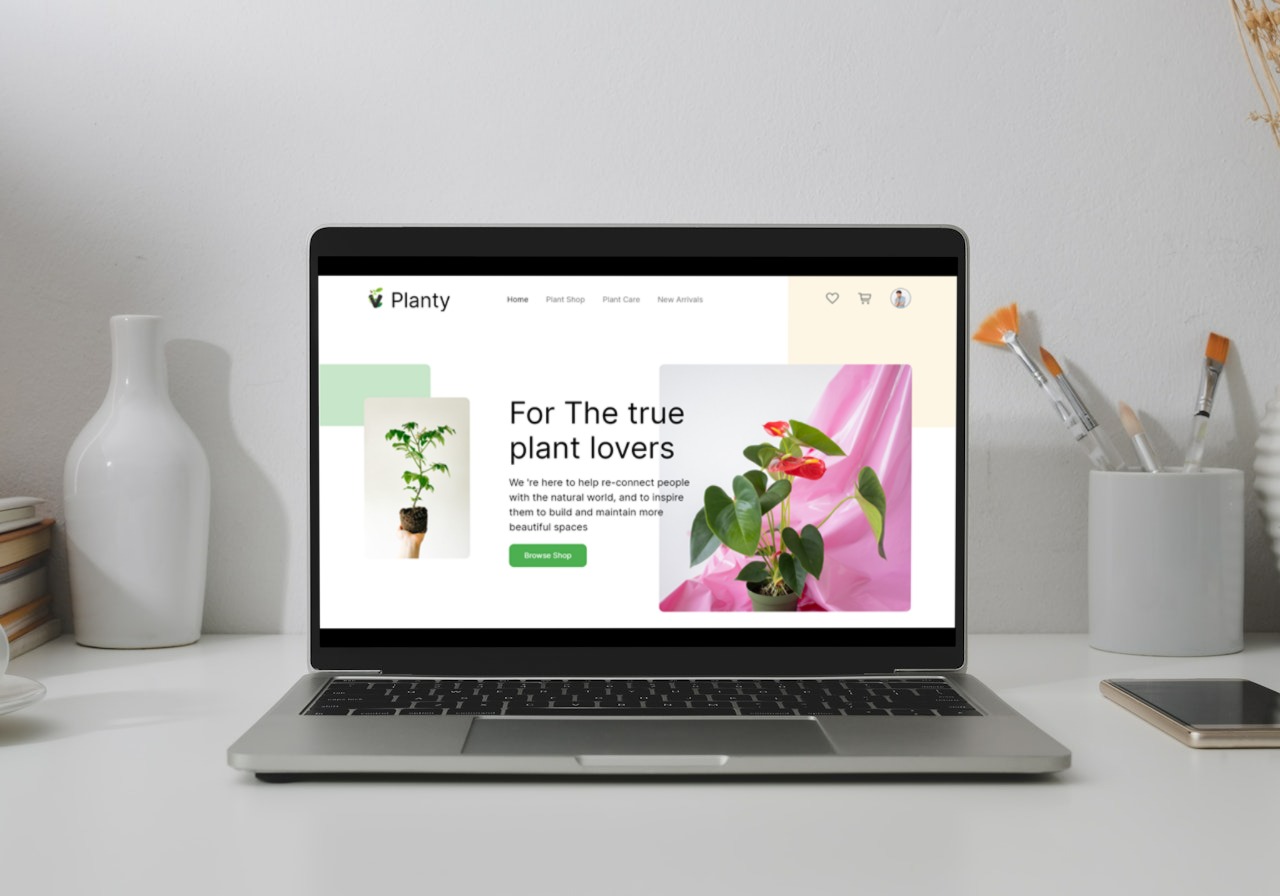 Planty
Home Plant Shop Plant Care New Arrivals
For The true
plant lovers
We 're here to help re-connect people
with the natural world, and to inspire
them to build and maintain more
beautiful spaces
Browse Shop